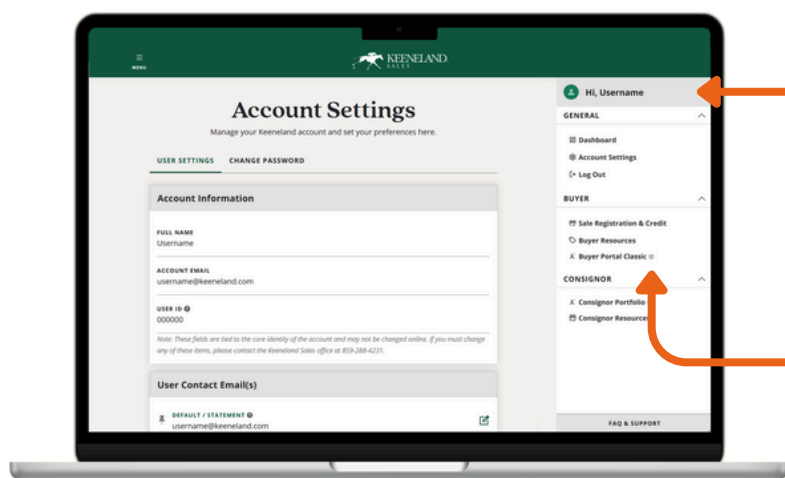 MENU
KEENELAND
SALES
Account Settings
Manage your Keeneland account and set your preferences here.
USER SETTINGS CHANGE PASSWORD
Account Information
FULL NAME
Username
ACCOUNT EMAIL
username@keeneland.com
USER ID
000000
Note: These fields are tied to the core identity of the account and may not be changed online. If you must change
any of these items, please contact the Keeneland Sales office at 859-288-4231.
User Contact Email(s)
DEFAULT / STATEMENT
username@keeneland.com
Hi, Username
GENERAL
Dashboard
Account Settings
Log Out
BUYER
Sale Registration & Credit
Buyer Resources
Buyer Portal Classic
CONSIGNOR
Consignor Portfolio
Consignor Resources
FAQ & SUPPORT